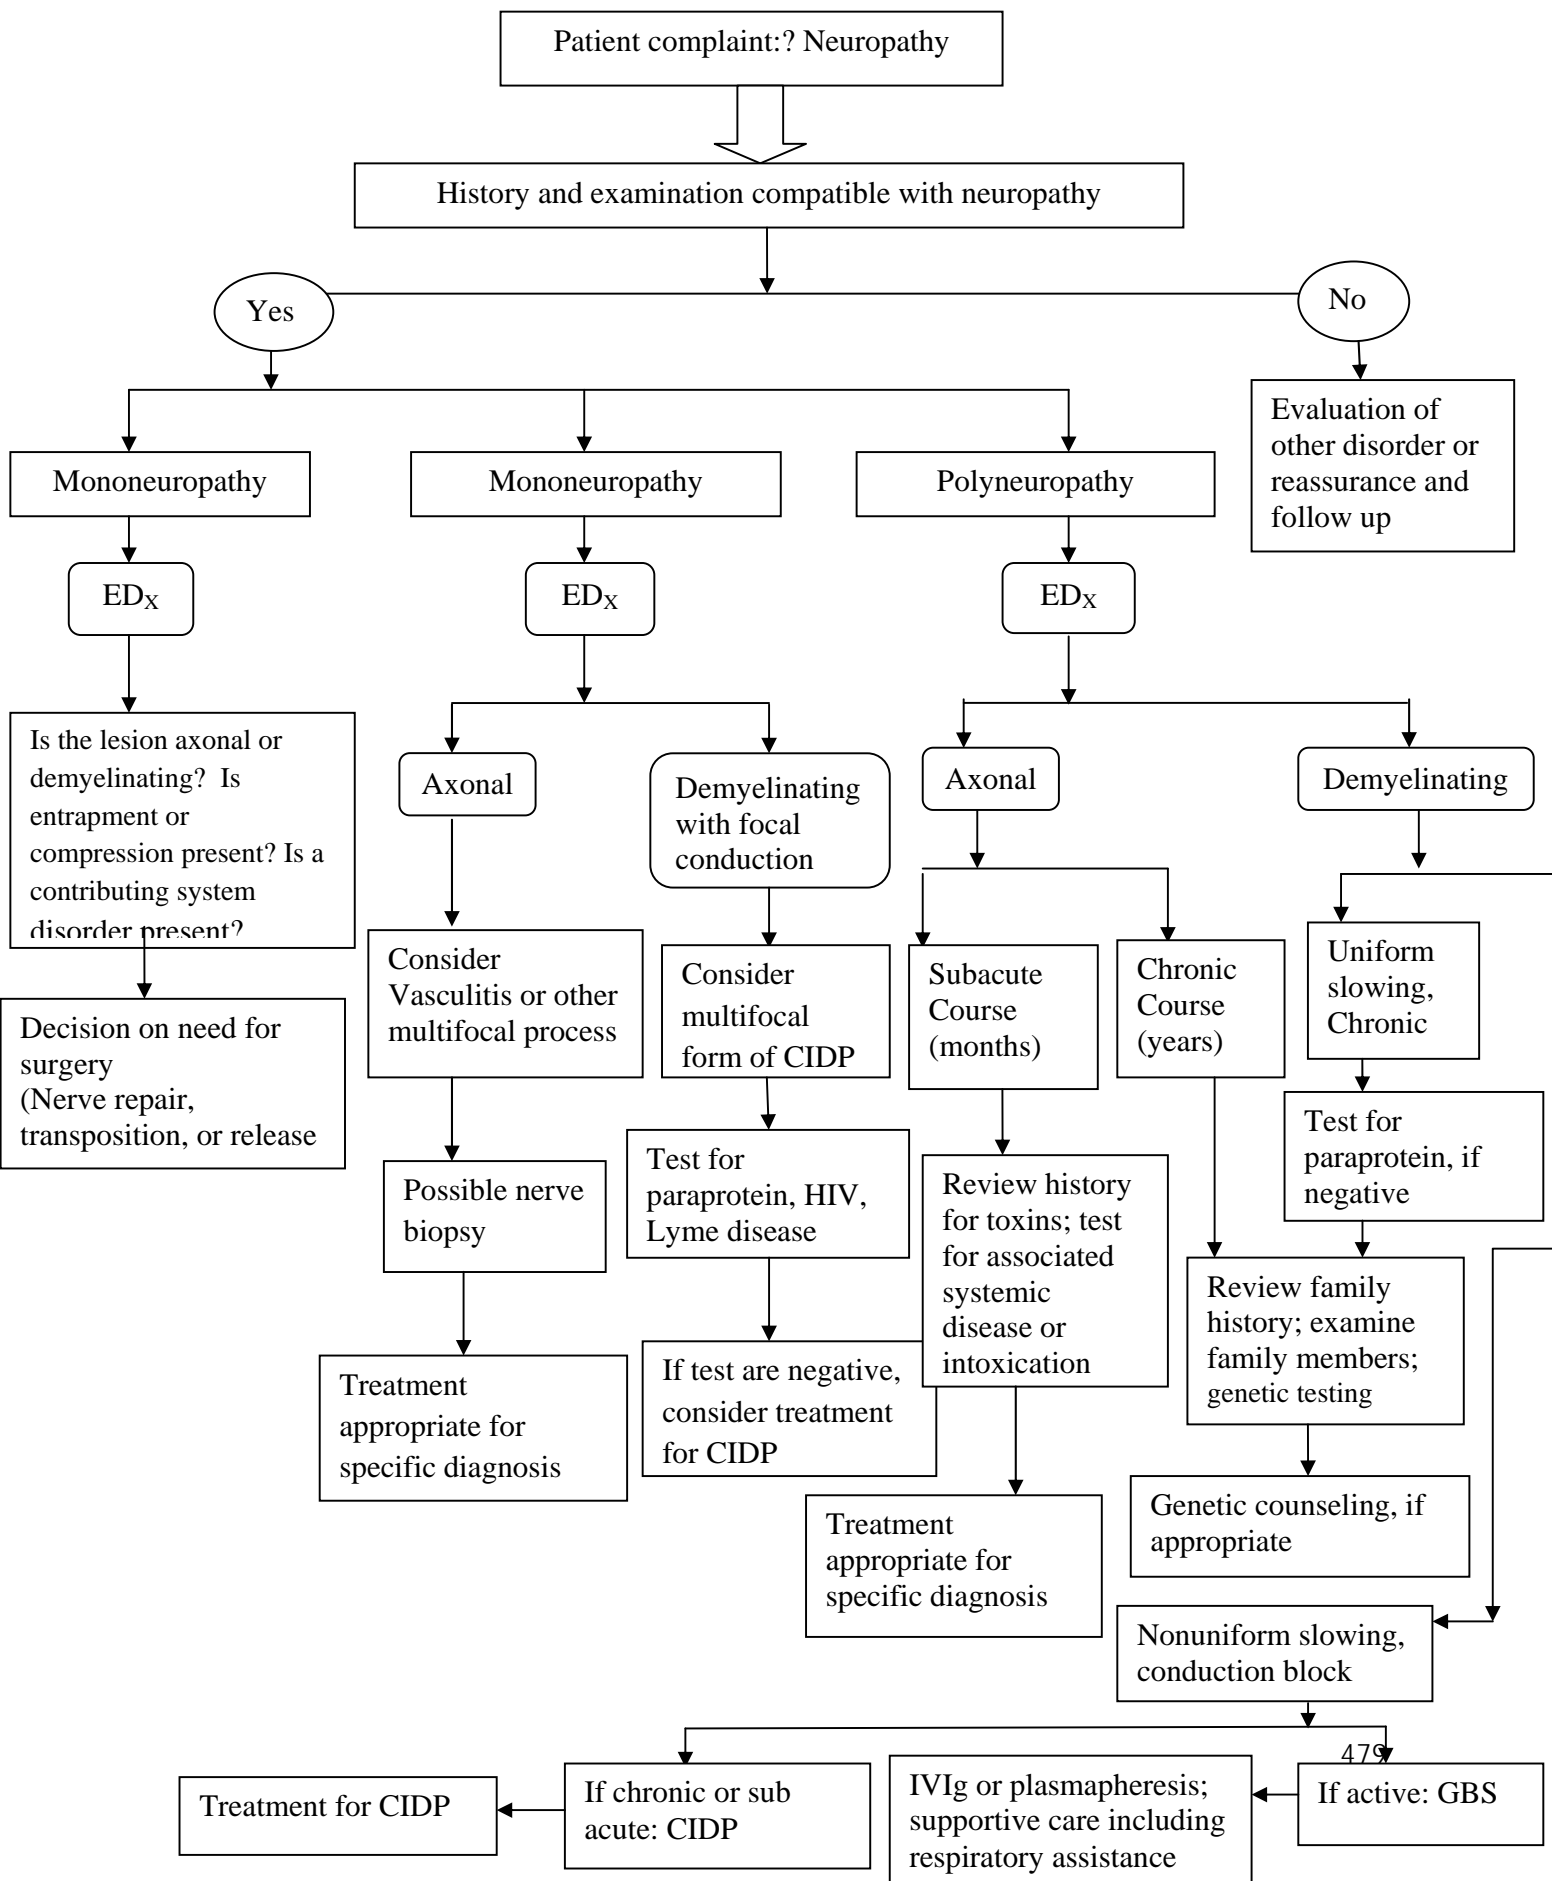 Patient complaint:? Neuropathy
History and examination compatible with neuropathy
Yes
No
Evaluation of
other disorder or
reassurance and
follow up
Mononeuropathy
Mononeuropathy
Polyneuropathy
EDX
EDX
EDX
Is the lesion axonal or
demyelinating? Is
entrapment or
compression present? Is a
contributing system
disorder present?
Decision on need for
surgery
(Nerve repair,
transposition, or release
Axonal
Demyelinating
with focal
conduction
Axonal
Demyelinating
Consider
Vasculitis or other
multifocal process
Consider
multifocal
form of CIDP
Subacute
Course
(months)
Chronic
Course
(years)
Uniform
slowing,
Chronic
Possible nerve
biopsy
Test for
paraprotein, HIV,
Lyme disease
Review history
for toxins; test
for associated
systemic
disease or
intoxication
Test for
paraprotein, if
negative
Review family
history; examine
family members;
genetic testing
Treatment
appropriate for
specific diagnosis
If test are negative,
consider treatment
for CIDP
Treatment
appropriate for
specific diagnosis
Genetic counseling, if
appropriate
Nonuniform slowing,
conduction block
479
Treatment for CIDP
If chronic or sub
acute: CIDP
IVIg or plasmapheresis;
supportive care including
respiratory assistance
If active: GBS